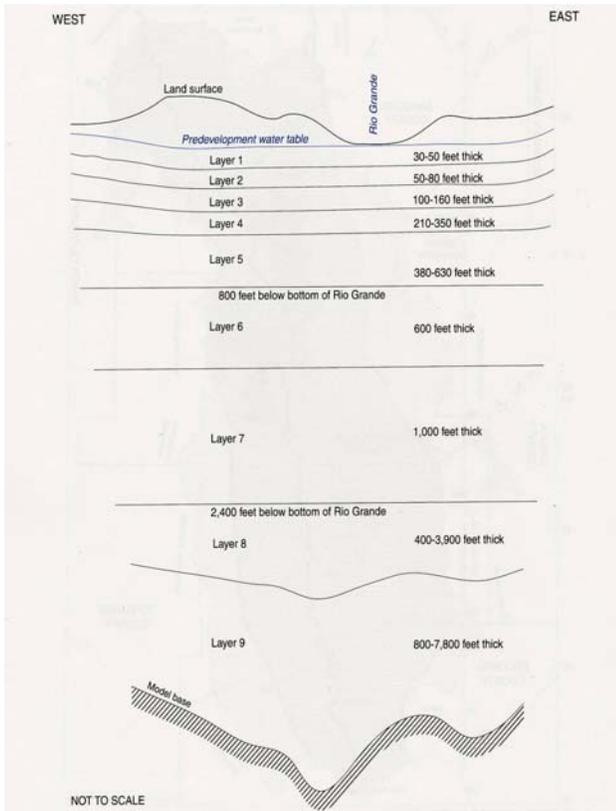 WEST EAST
Land surface
Rio Grande
Predevelopment water table
Layer 1 30-50 feet thick
Layer 2 50-80 feet thick
Layer 3 100-160 feet thick
Layer 4 210-350 feet thick
Layer 5
380-630 feet thick
800 feet below bottom of Rio Grande
Layer 6 600 feet thick
Layer 7 1,000 feet thick
2,400 feet below bottom of Rio Grande
Layer 8 400-3,900 feet thick
Layer 9 800-7,800 feet thick
Model base
NOT TO SCALE